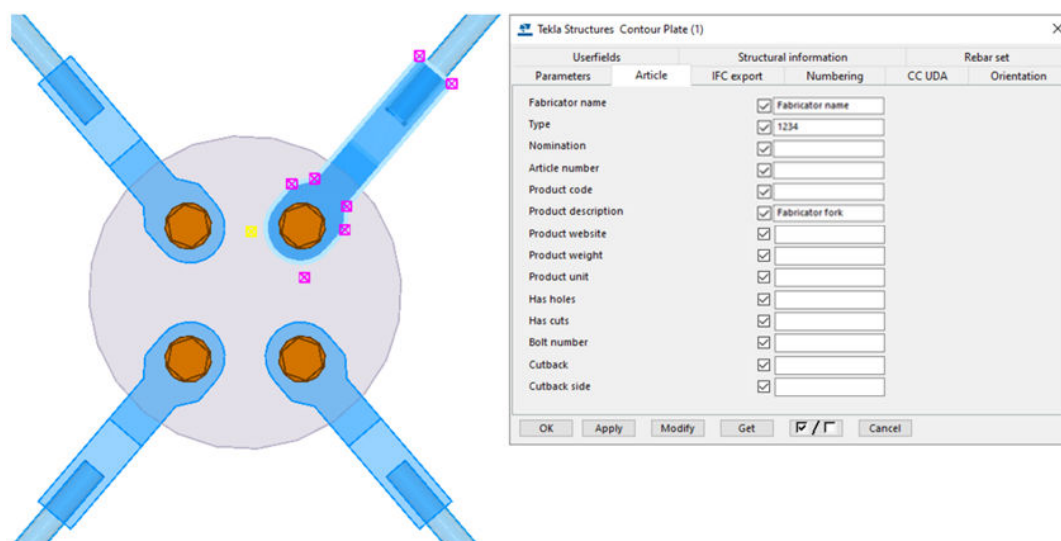 Tekla Structures Contour Plate (1)
Userfields Structural information Rebar set
Parameters Article IFC export Numbering CC UDA Orientation
Fabricator name Fabricator name
Type 1234
Nomination
Article number
Product code
Product description Fabricator fork
Product website
Product weight
Product unit
Has holes
Has cuts
Bolt number
Cutback
Cutback side
OK Apply Modify Get / Cancel